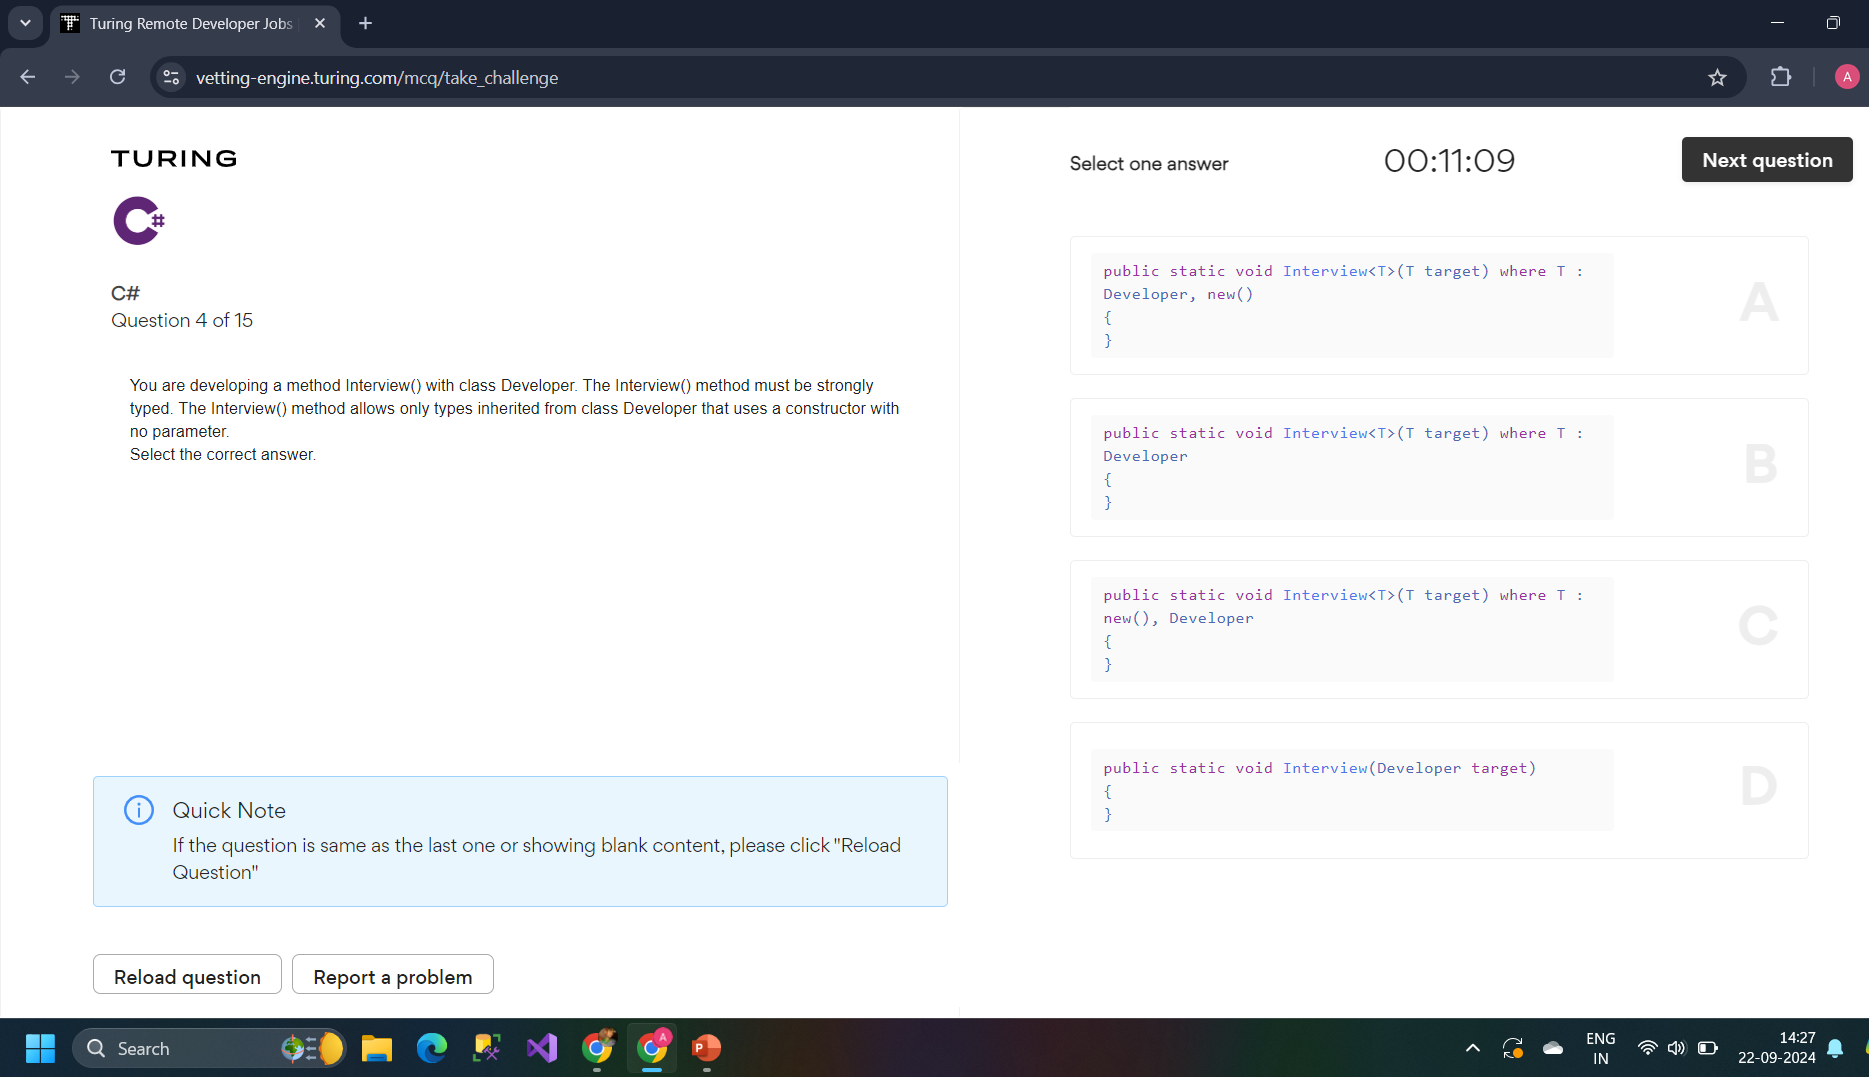 Turing Remote Developer Jobs
vetting-engine.turing.com/mcq/take_challenge
A
TURING
C#
C#
Question 4 of 15
You are developing a method Interview() with class Developer. The Interview() method must be strongly
typed. The Interview() method allows only types inherited from class Developer that uses a constructor with
no parameter.
Select the correct answer.
Quick Note
If the question is same as the last one or showing blank content, please click "Reload
Question"
Reload question
Report a problem
Select one answer
00:11:09
Next question
public static void Interview<T>(T target) where T :
Developer, new()
{
}
A
public static void Interview<T>(T target) where T :
Developer
{
}
B
public static void Interview<T>(T target) where T :
new(), Developer
{
}
C
public static void Interview(Developer target)
{
}
D
Search
A
P
ENG
IN
14:27
22-09-2024